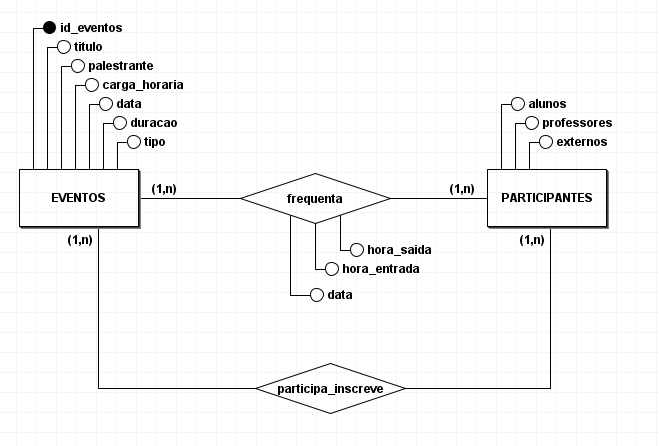 id_eventos
titulo
palestrante
carga_horaria
data
duracao
tipo
alunos
professores
externos
EVENTOS
(1,n)
frequenta
(1,n)
PARTICIPANTES
(1,n)
(1,n)
hora_saida
hora_entrada
data
participa_inscreve